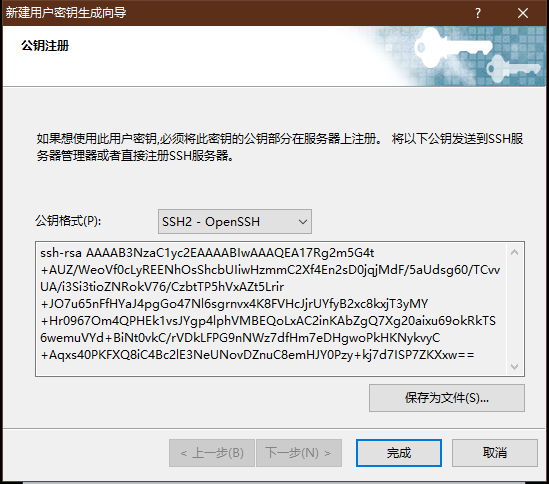 新建用户密钥生成向导
公钥注册
如果想使用此用户密钥,必须将此密钥的公钥部分在服务器上注册。 将以下公钥发送到SSH服
务器管理器或者直接注册SSH服务器。
公钥格式(P):
SSH2 - OpenSSH
ssh-rsa AAAAB3NzaC1yc2EAAAABIwAAAQEA17Rg2m5G4t
+AUZ/WeoVf0cLyREENhOsShcbUIiwHzmmC2Xf4En2sD0jqjMdF/5aUdsg60/TCvv
UA/i3Si3tioZNRokV76/CzbtTP5hVxAZt5Lrir
+JO7u65nFfHYaJ4pgGo47Nl6sgrnvx4K8FVHcJjrUYfyB2xc8kxjT3yMY
+Hr0967Om4QPHEk1vsJYgp4lphVMBEQoLxAC2inKAbZgQ7Xg20aixu69okRkTS
6wemuVYd+BiNt0vkC/rVDkLFPG9nNWz7dfHm7eDHgwoPkHKNykvyC
+Aqxs40PKFXQ8iC4Bc2lE3NeUNovDZnuC8emHJY0Pzy+kj7d7ISP7ZKXxw==
保存为文件(S)...
< 上一步(B)
下一步(N) >
完成
取消